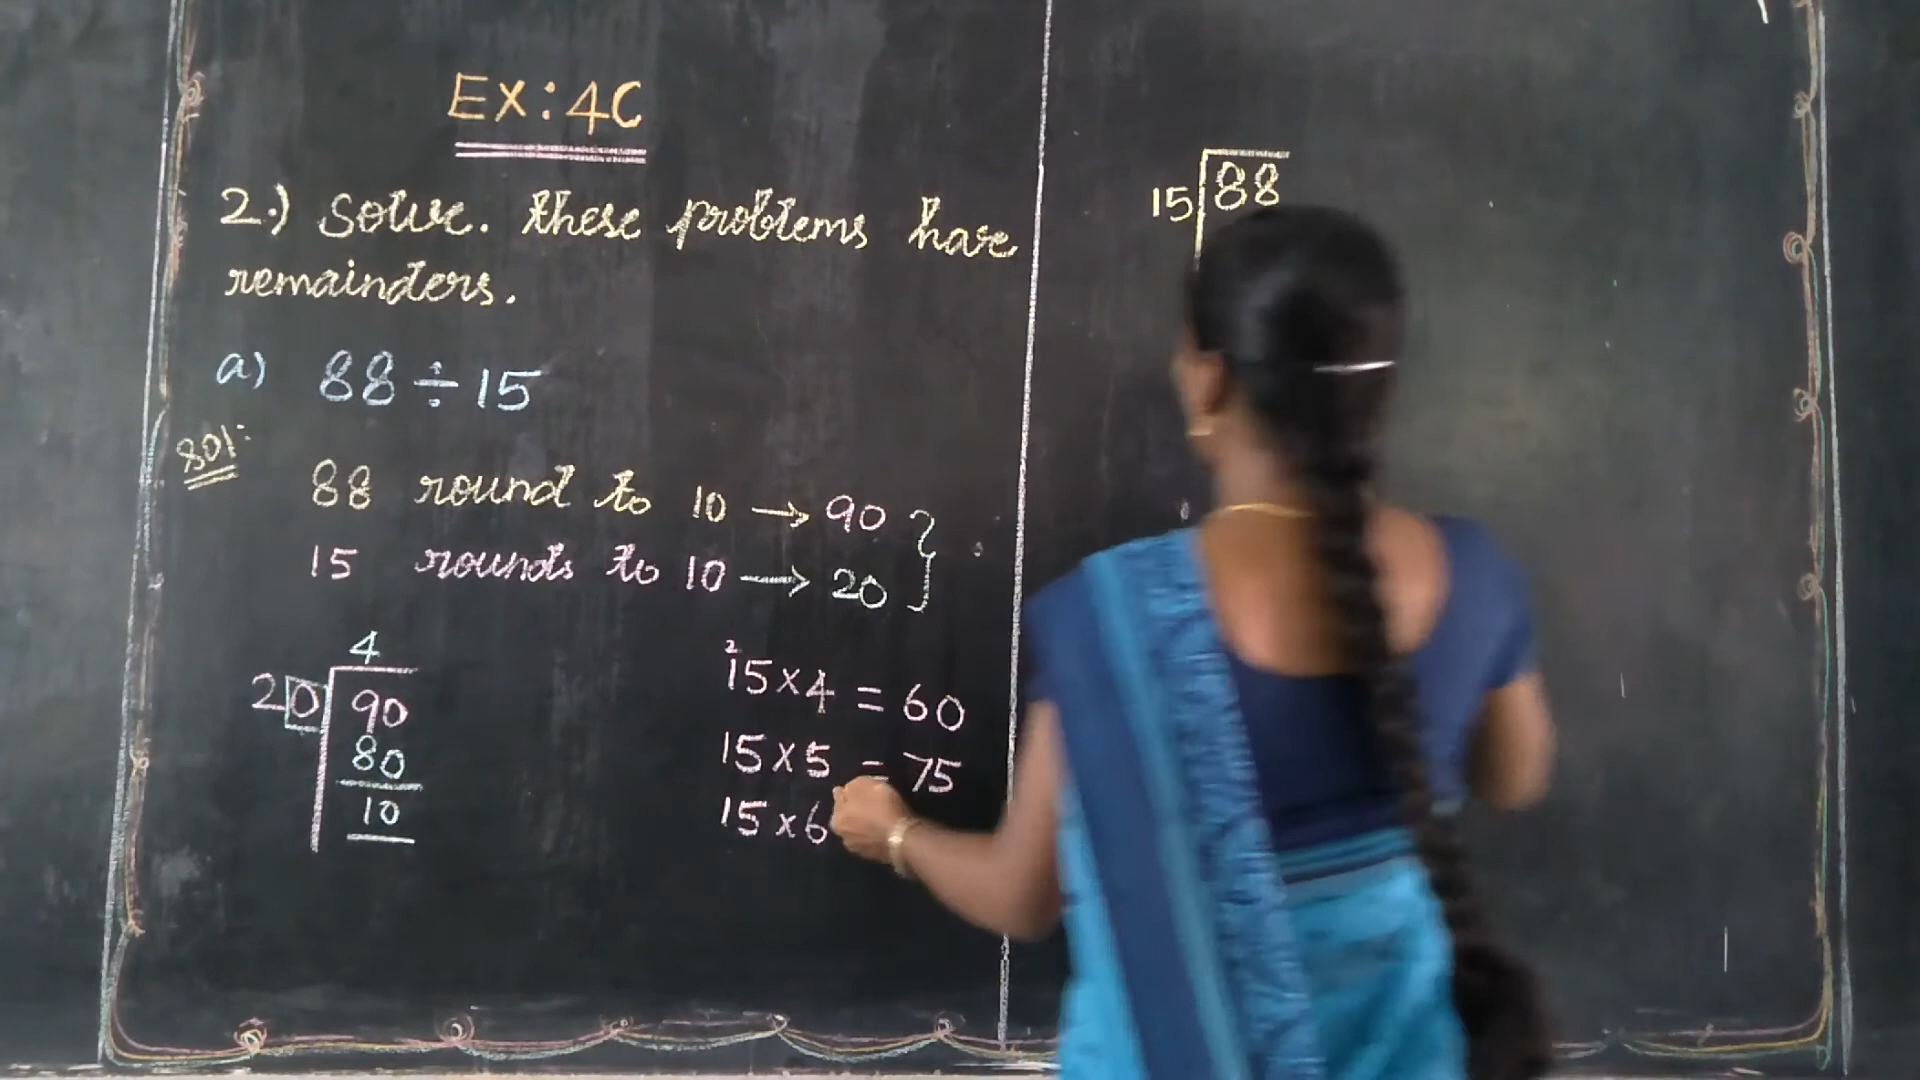 EX: 4C
2.) Solve. These problems have
remainders.
a) 88 ÷ 15
Sol:
88 round to 10 → 90
15 rounds to 10 → 20
4
20 90
80
10
15 × 4 = 60
2
15 × 5 = 75
15 × 6
15 88